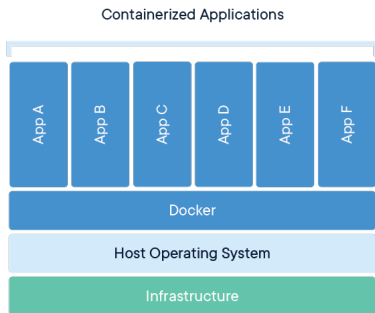 Containerized Applications
App A
App B
App C
App D
App E
App F
Docker
Host Operating System
Infrastructure